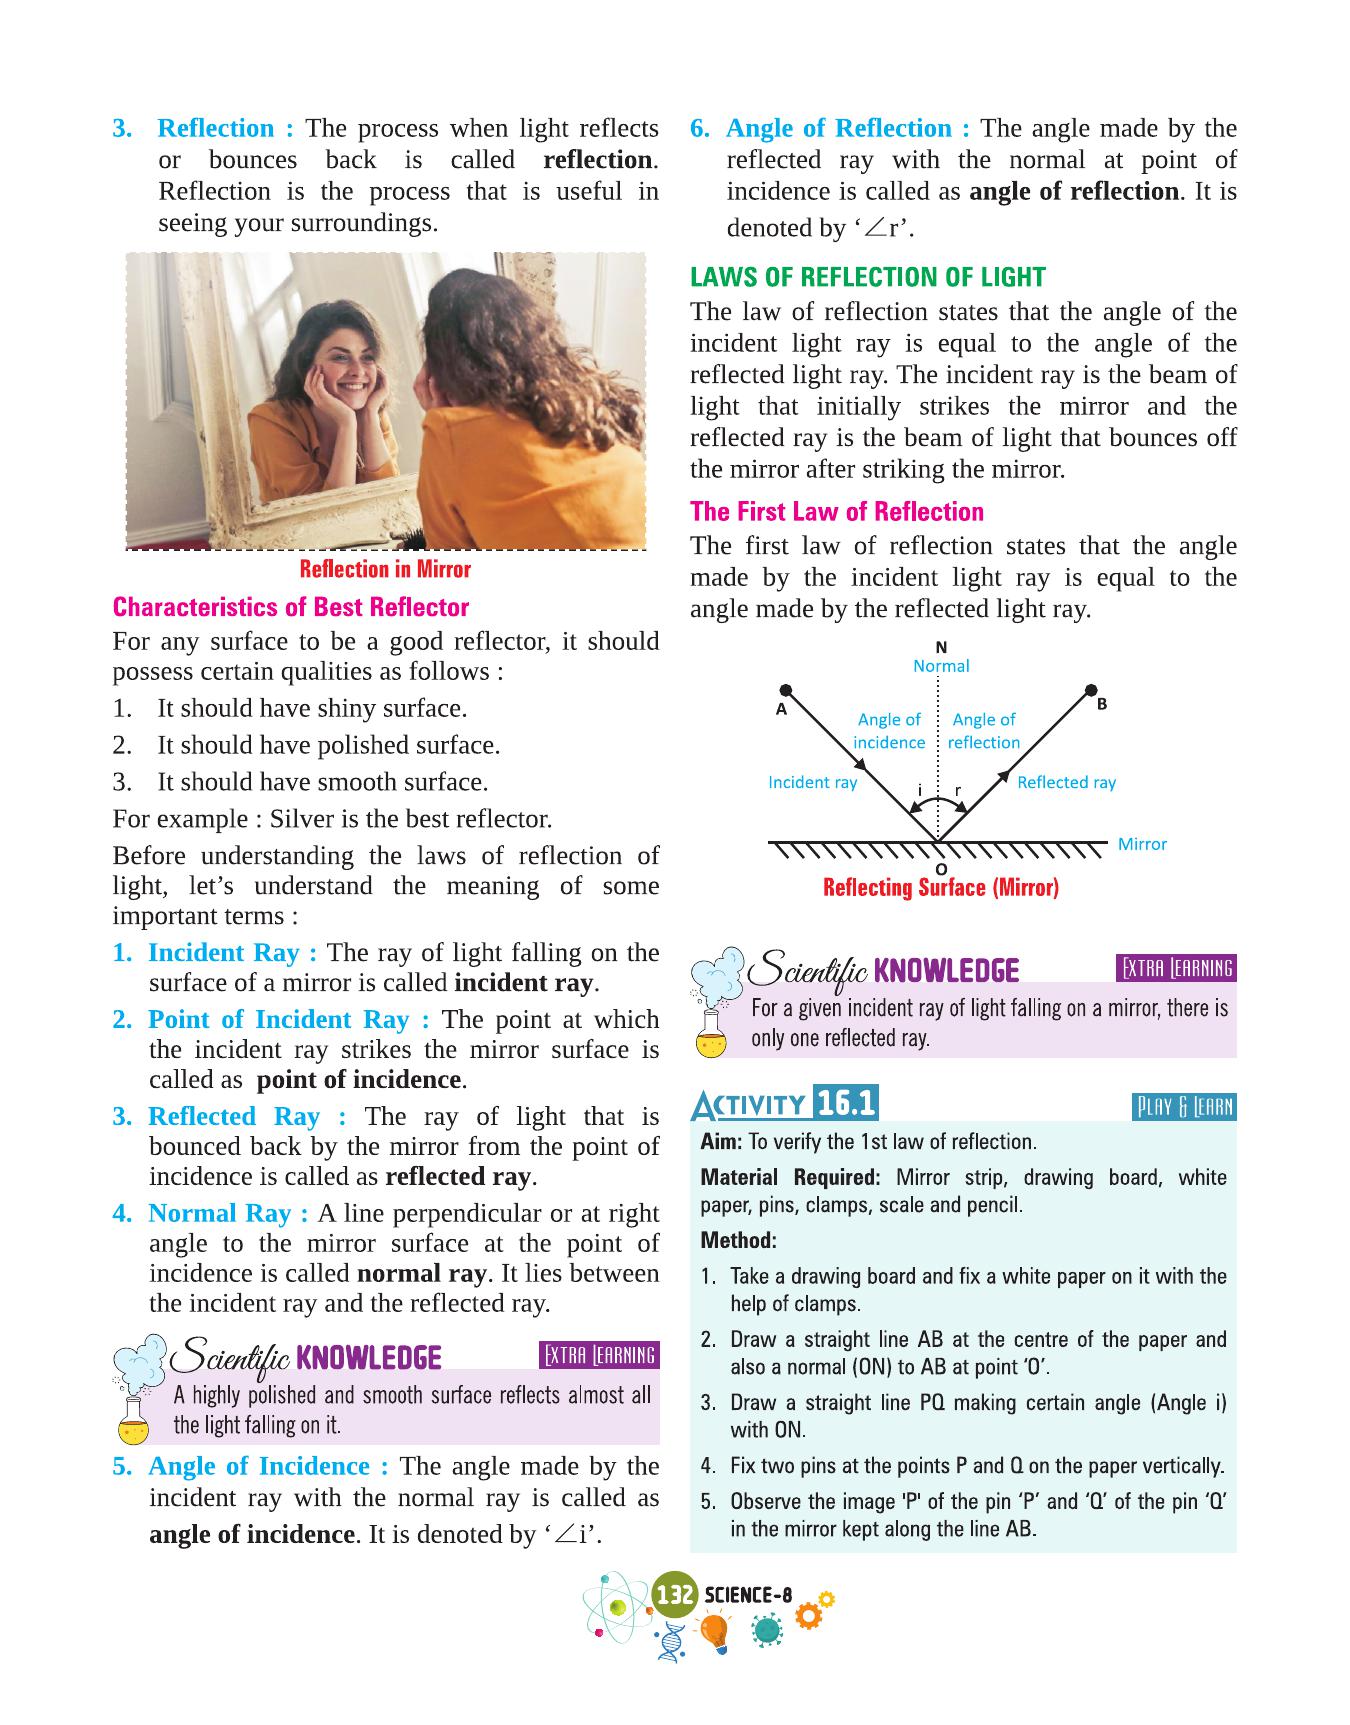 3. Reflection : The process when light reflects
or bounces back is called reflection.
Reflection is the process that is useful in
seeing your surroundings.
Reflection in Mirror
Characteristics of Best Reflector
For any surface to be a good reflector, it should
possess certain qualities as follows :
1. It should have shiny surface.
2. It should have polished surface.
3. It should have smooth surface.
For example : Silver is the best reflector.
Before understanding the laws of reflection of
light, let’s understand the meaning of some
important terms :
1. Incident Ray : The ray of light falling on the
surface of a mirror is called incident ray.
2. Point of Incident Ray : The point at which
the incident ray strikes the mirror surface is
called as point of incidence.
3. Reflected Ray : The ray of light that is
bounced back by the mirror from the point of
incidence is called as reflected ray.
4. Normal Ray : A line perpendicular or at right
angle to the mirror surface at the point of
incidence is called normal ray. It lies between
the incident ray and the reflected ray.
Scientific KNOWLEDGE EXTRA LEARNING
A highly polished and smooth surface reflects almost all
the light falling on it.
5. Angle of Incidence : The angle made by the
incident ray with the normal ray is called as
angle of incidence. It is denoted by ‘∠i’.
6. Angle of Reflection : The angle made by the
reflected ray with the normal at point of
incidence is called as angle of reflection. It is
denoted by ‘∠r’.
LAWS OF REFLECTION OF LIGHT
The law of reflection states that the angle of the
incident light ray is equal to the angle of the
reflected light ray. The incident ray is the beam of
light that initially strikes the mirror and the
reflected ray is the beam of light that bounces off
the mirror after striking the mirror.
The First Law of Reflection
The first law of reflection states that the angle
made by the incident light ray is equal to the
angle made by the reflected light ray.
N
Normal
A
B
Angle of
incidence
Angle of
reflection
Incident ray
i
r
Reflected ray
Mirror
O
Reflecting Surface (Mirror)
Scientific KNOWLEDGE EXTRA LEARNING
For a given incident ray of light falling on a mirror, there is
only one reflected ray.
ACTIVITY 16.1 PLAY & LEARN
Aim: To verify the 1st law of reflection.
Material Required: Mirror strip, drawing board, white
paper, pins, clamps, scale and pencil.
Method:
1. Take a drawing board and fix a white paper on it with the
help of clamps.
2. Draw a straight line AB at the centre of the paper and
also a normal (ON) to AB at point ‘O’.
3. Draw a straight line PQ making certain angle (Angle i)
with ON.
4. Fix two pins at the points P and Q on the paper vertically.
5. Observe the image 'P' of the pin ‘P’ and ‘Q’ of the pin ‘Q’
in the mirror kept along the line AB.
132 SCIENCE-8